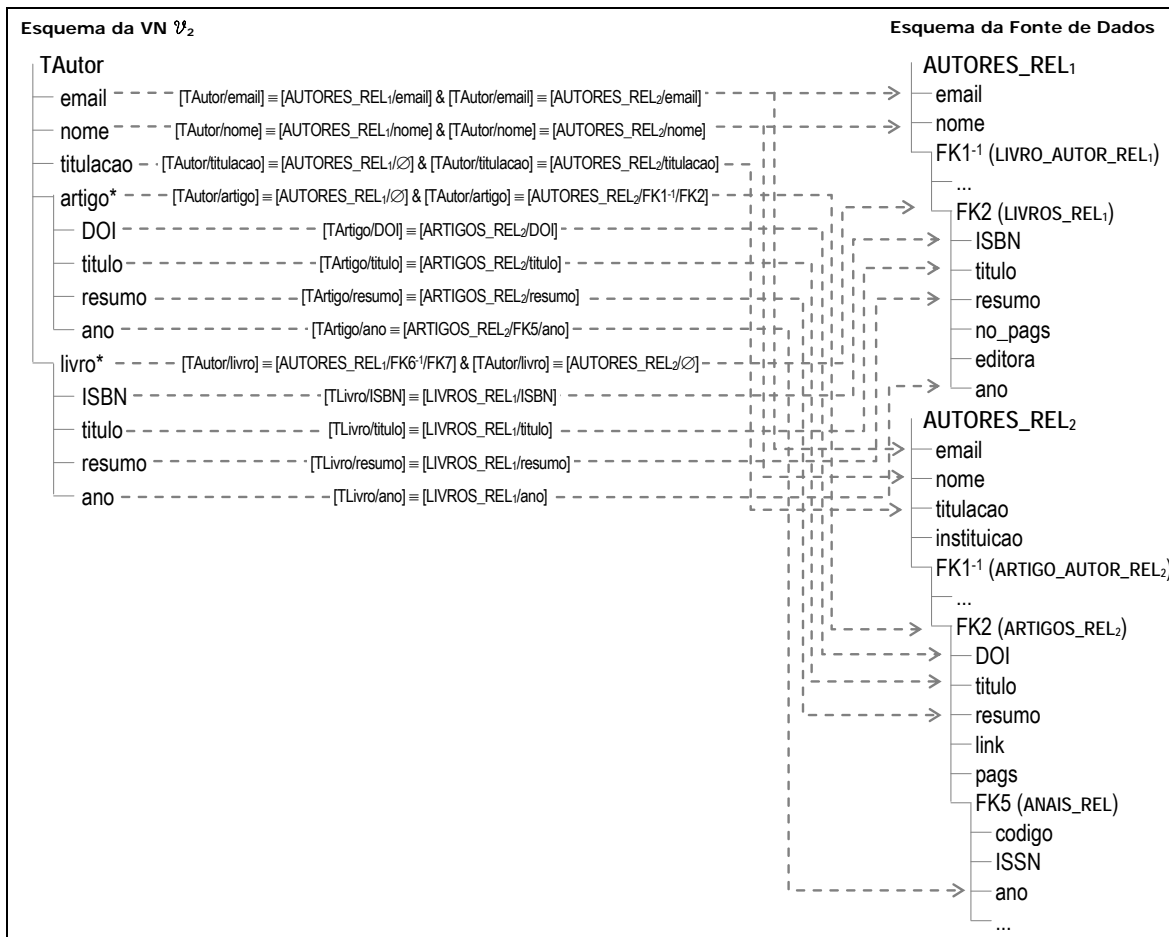 Esquema da VN 𝒱₂
Esquema da Fonte de Dados
TAutor
email [TAutor/email] ≡ [AUTORES_REL₁/email] & [TAutor/email] ≡ [AUTORES_REL₂/email]
nome [TAutor/nome] ≡ [AUTORES_REL₁/nome] & [TAutor/nome] ≡ [AUTORES_REL₂/nome]
titulacao [TAutor/titulacao] ≡ [AUTORES_REL₁/∅] & [TAutor/titulacao] ≡ [AUTORES_REL₂/titulacao]
artigo* [TAutor/artigo] ≡ [AUTORES_REL₁/∅] & [TAutor/artigo] ≡ [AUTORES_REL₂/FK1⁻¹/FK2]
DOI [TArtigo/DOI] ≡ [ARTIGOS_REL₂/DOI]
titulo [TArtigo/titulo] ≡ [ARTIGOS_REL₂/titulo]
resumo [TArtigo/resumo] ≡ [ARTIGOS_REL₂/resumo]
ano [TArtigo/ano ≡ [ARTIGOS_REL₂/FK5/ano]
livro* [TAutor/livro] ≡ [AUTORES_REL₁/FK6⁻¹/FK7] & [TAutor/livro] ≡ [AUTORES_REL₂/∅]
ISBN [TLivro/ISBN] ≡ [LIVROS_REL₁/ISBN]
titulo [TLivro/titulo] ≡ [LIVROS_REL₁/titulo]
resumo [TLivro/resumo] ≡ [LIVROS_REL₁/resumo]
ano [TLivro/ano] ≡ [LIVROS_REL₁/ano]
AUTORES_REL₁
email
nome
FK1⁻¹ (LIVRO_AUTOR_REL₁)
...
FK2 (LIVROS_REL₁)
ISBN
titulo
resumo
no_pags
editora
ano
AUTORES_REL₂
email
nome
titulacao
instituicao
FK1⁻¹ (ARTIGO_AUTOR_REL₂)
...
FK2 (ARTIGOS_REL₂)
DOI
titulo
resumo
link
pags
FK5 (ANAIS_REL)
codigo
ISSN
ano
...